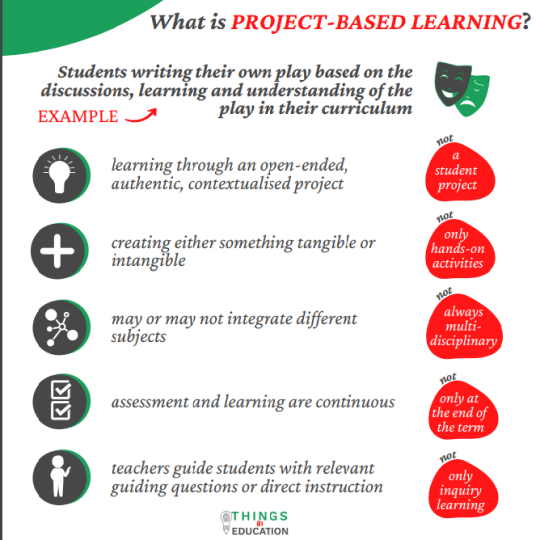 What is PROJECT-BASED LEARNING?
Students writing their own play based on the
discussions, learning and understanding of the
play in their curriculum
EXAMPLE
learning through an open-ended,
authentic, contextualised project
not
a
student
project
creating either something tangible or
intangible
not
only
hands-on
activities
may or may not integrate different
subjects
not
always
multi-
disciplinary
assessment and learning are continuous
not
only at
the end of
the term
teachers guide students with relevant
guiding questions or direct instruction
not
only
inquiry
learning
THINGS
IN
EDUCATION